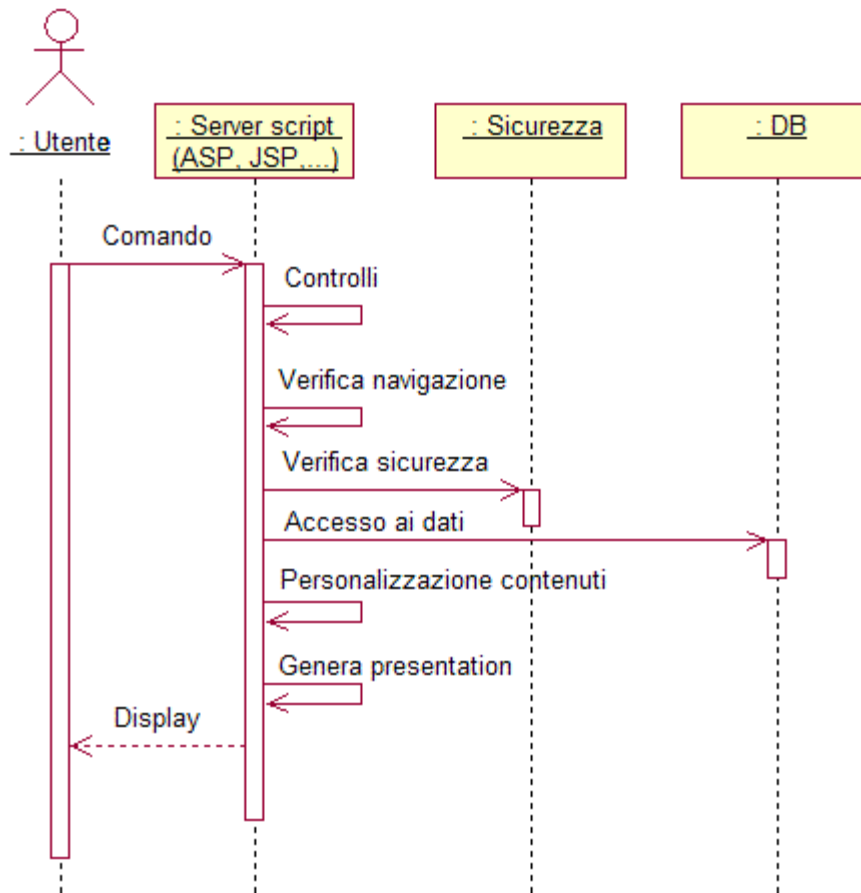 : Utente
: Server script
(ASP, JSP,...)
: Sicurezza
: DB
Comando
Controlli
Verifica navigazione
Verifica sicurezza
Accesso ai dati
Personalizzazione contenuti
Genera presentation
Display